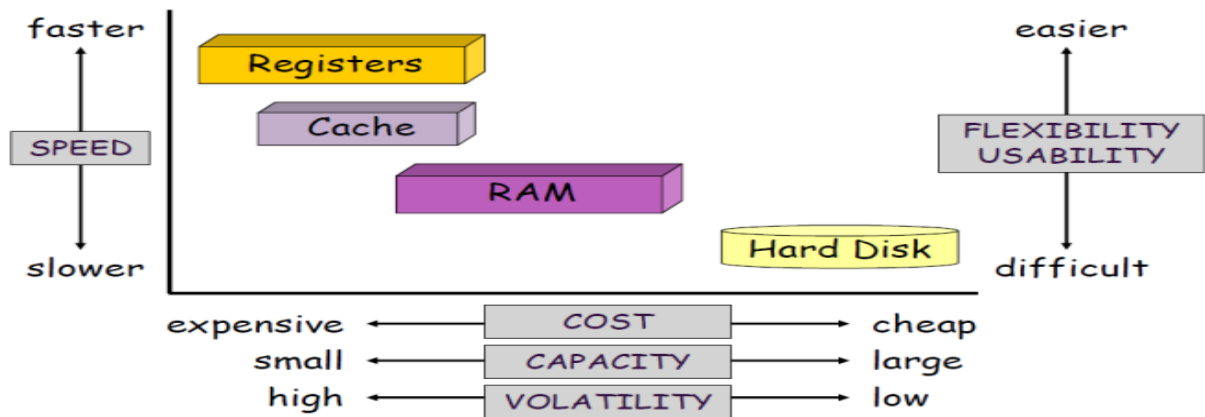 faster
easier
Registers
Cache
SPEED
FLEXIBILITY
USABILITY
RAM
Hard Disk
slower
difficult
expensive
COST
cheap
small
CAPACITY
large
high
VOLATILITY
low